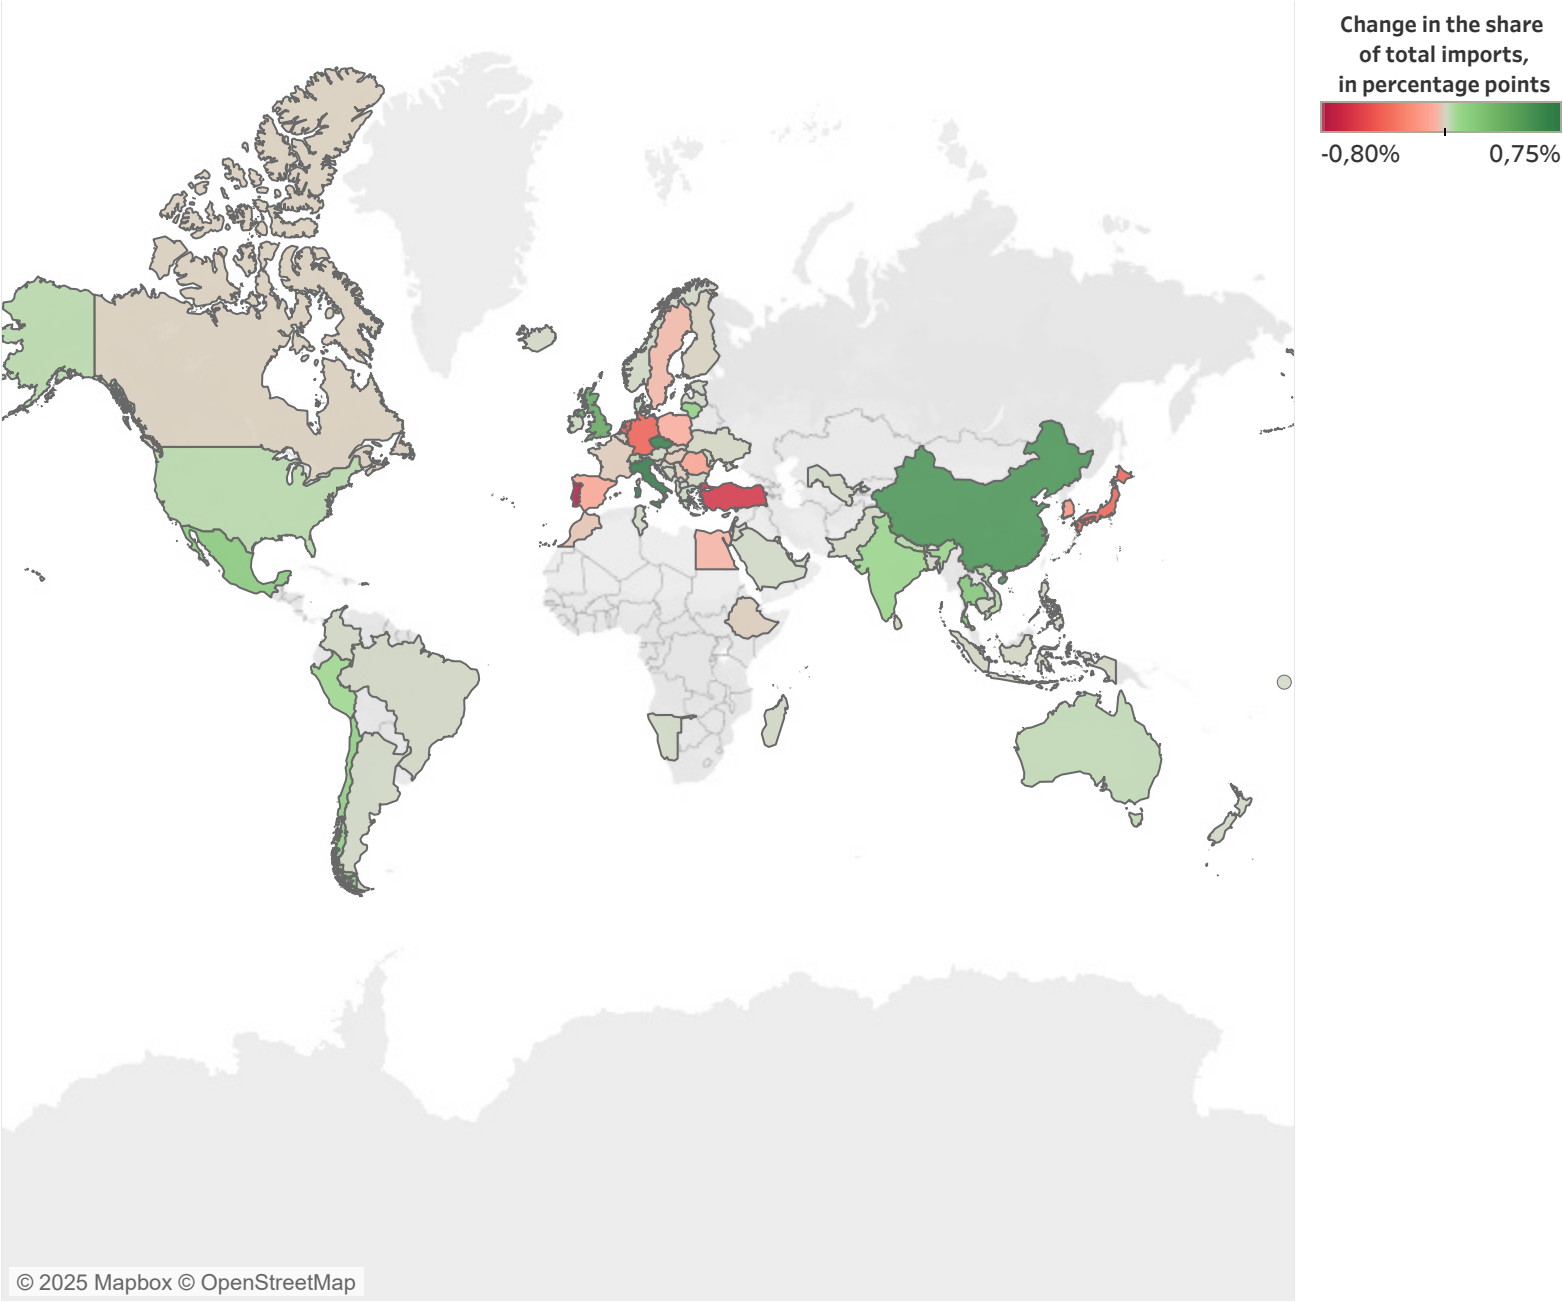 Change in the share
of total imports,
in percentage points
-0,80%
0,75%
© 2025 Mapbox © OpenStreetMap